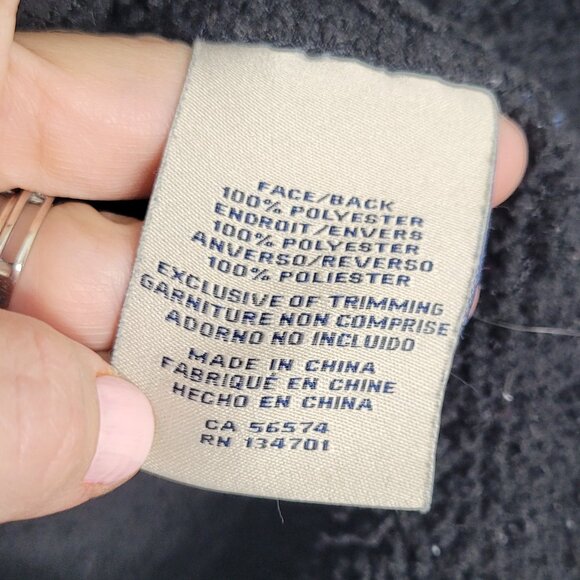 FACE/BACK
100% POLYESTER
ENDROIT/ENVERS
100% POLYESTER
ANVERSO/REVERSO
100% POLIESTER
EXCLUSIVE OF TRIMMING
GARNITURE NON COMPRISE
ADORNO NO INCLUIDO
MADE IN CHINA
FABRIQUÉ EN CHINE
HECHO EN CHINA
CA 56574
RN 134701